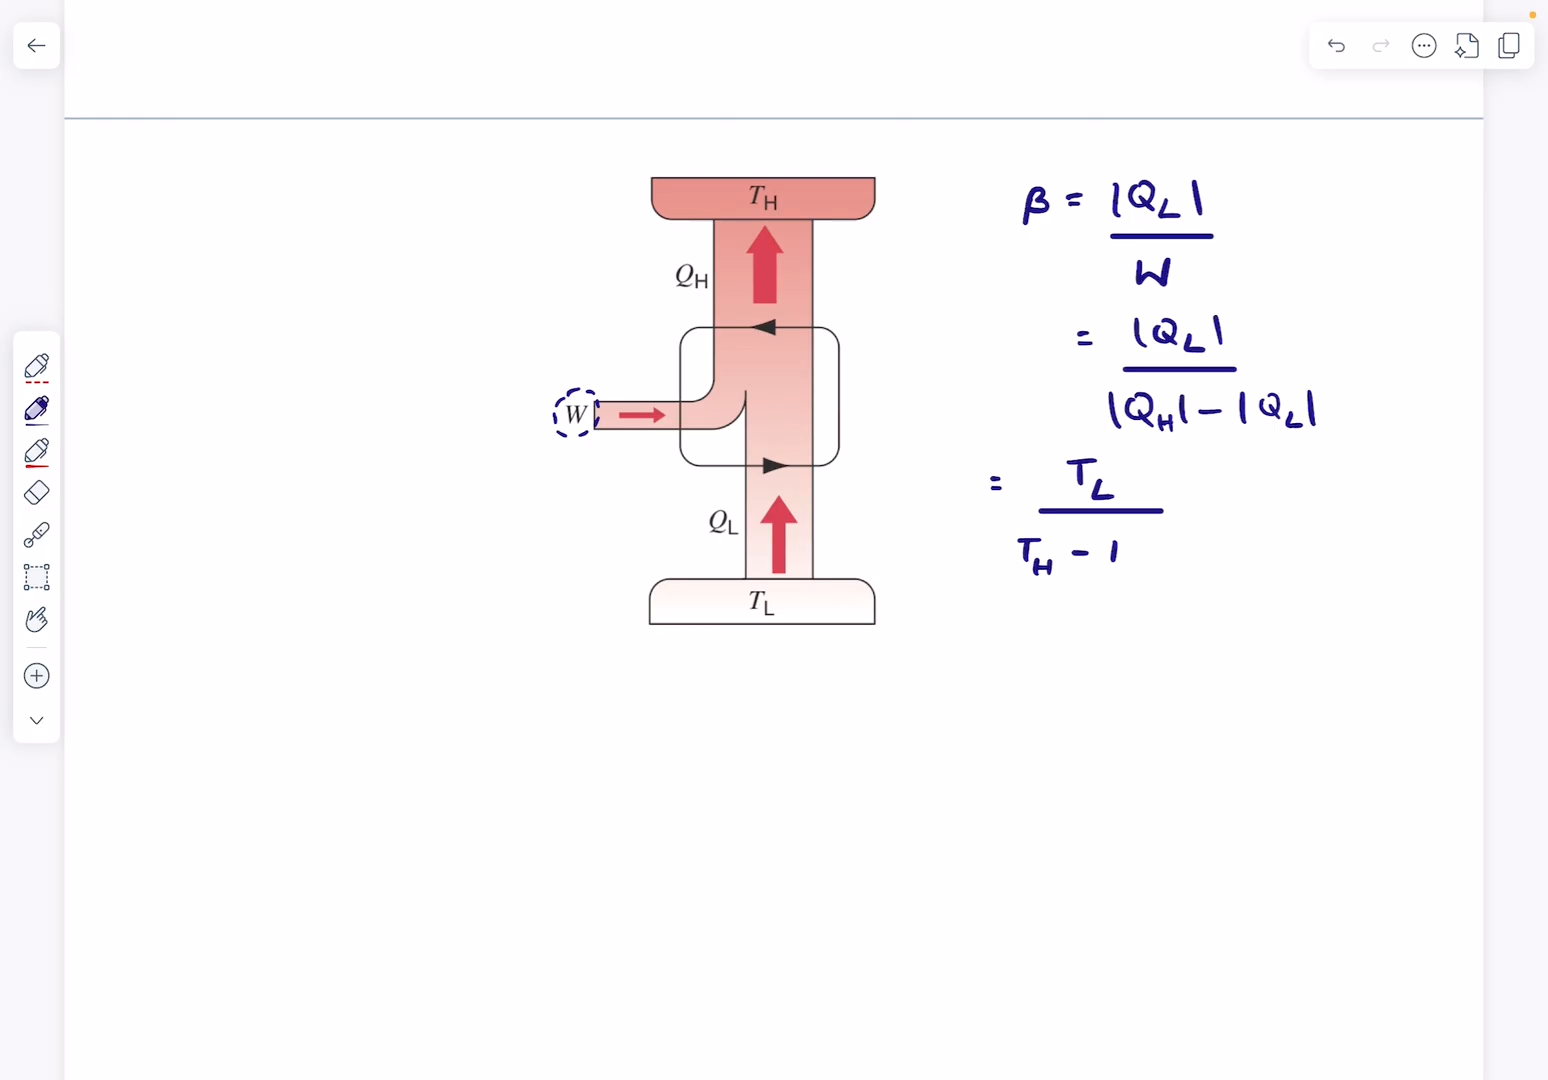 T_H
Q_H
W
Q_L
T_L
β = |Q_L|
W
= |Q_L|
|Q_H| - |Q_L|
= T_L
T_H - 1